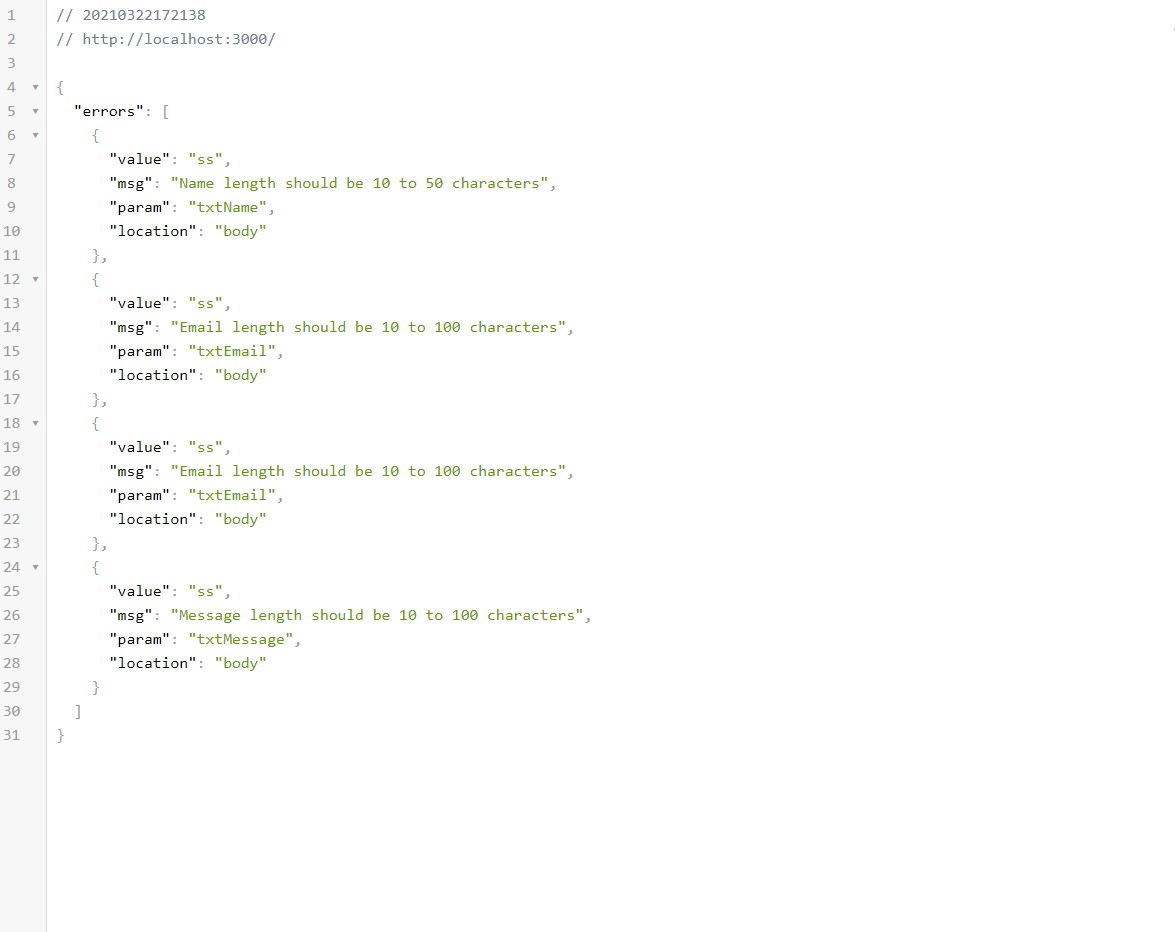 1 // 20210322172138
2 // http://localhost:3000/
3
4 {
5 "errors": [
6 {
7 "value": "ss",
8 "msg": "Name length should be 10 to 50 characters",
9 "param": "txtName",
10 "location": "body"
11 },
12 {
13 "value": "ss",
14 "msg": "Email length should be 10 to 100 characters",
15 "param": "txtEmail",
16 "location": "body"
17 },
18 {
19 "value": "ss",
20 "msg": "Email length should be 10 to 100 characters",
21 "param": "txtEmail",
22 "location": "body"
23 },
24 {
25 "value": "ss",
26 "msg": "Message length should be 10 to 100 characters",
27 "param": "txtMessage",
28 "location": "body"
29 }
30 ]
31 }